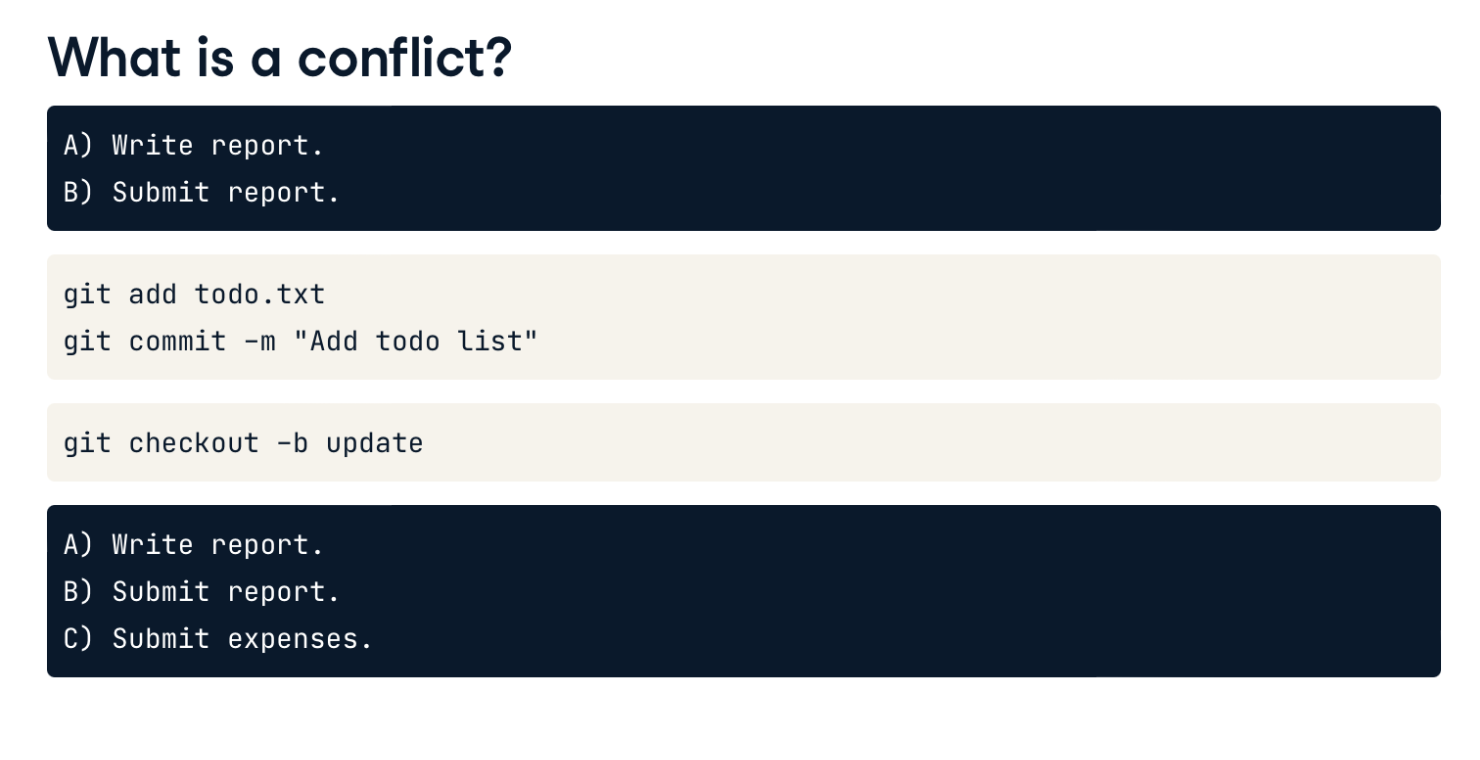 What is a conflict?
A) Write report.
B) Submit report.
git add todo.txt
git commit -m "Add todo list"
git checkout -b update
A) Write report.
B) Submit report.
C) Submit expenses.